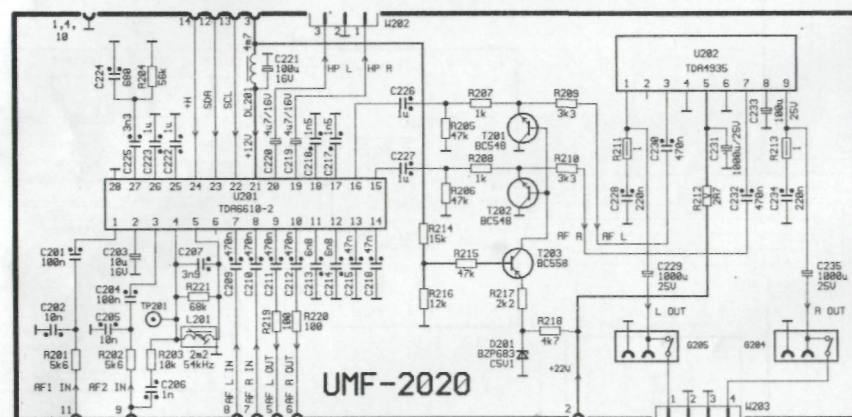 1,4,
10
14 12 13 3
3 2 1 W202
C224
680
R204
56k
+H
SDA
SCL
4m7
DL201
+12V
C221
100u
16V
HP L
HP R
C220
4u7/16V
C219
4u7/16V
C218
1n5
C217
1n5
C225
3n3
C223
1u
C222
1u
C226
1u
C227
1u
R207
1k
R208
1k
R205
47k
R206
47k
T201
BC548
T202
BC548
R209
3k3
R210
3k3
U202
TDA4935
1 2 3 4 5 6 7 8 9
R211
1
C228
220n
C230
470n
C231
1000u/25V
R212
2R7
C232
470n
C233
100u
25V
R213
1
C234
220n
28 27 26 25 24 23 22 21 20 19 18 17 16 15
U201
TDA6610-2
1 2 3 4 5 6 7 8 9 10 11 12 13 14
C201
100n
C203
10u
16V
C204
100n
C207
3n9
R221
68k
L201
2m2
54kHz
TP201
C202
10n
C205
10n
C209
470n
C210
470n
C211
470n
C212
470n
C213
6n8
C214
6n8
C215
47n
C216
47n
R219
100
R220
100
R201
5k6
R202
5k6
R203
10k
C206
1n
AF1 IN
AF2 IN
AF L IN
AF R IN
AF L OUT
AF R OUT
R214
15k
R215
47k
R216
12k
T203
BC558
R217
2k2
R218
4k7
D201
BZP683
C5V1
+22V
AF R
AF L
C229
1000u
25V
L OUT
C235
1000u
25V
R OUT
G205
G204
UMF-2020
11 9 8 7 5 6 2
1 2 3 4 W203